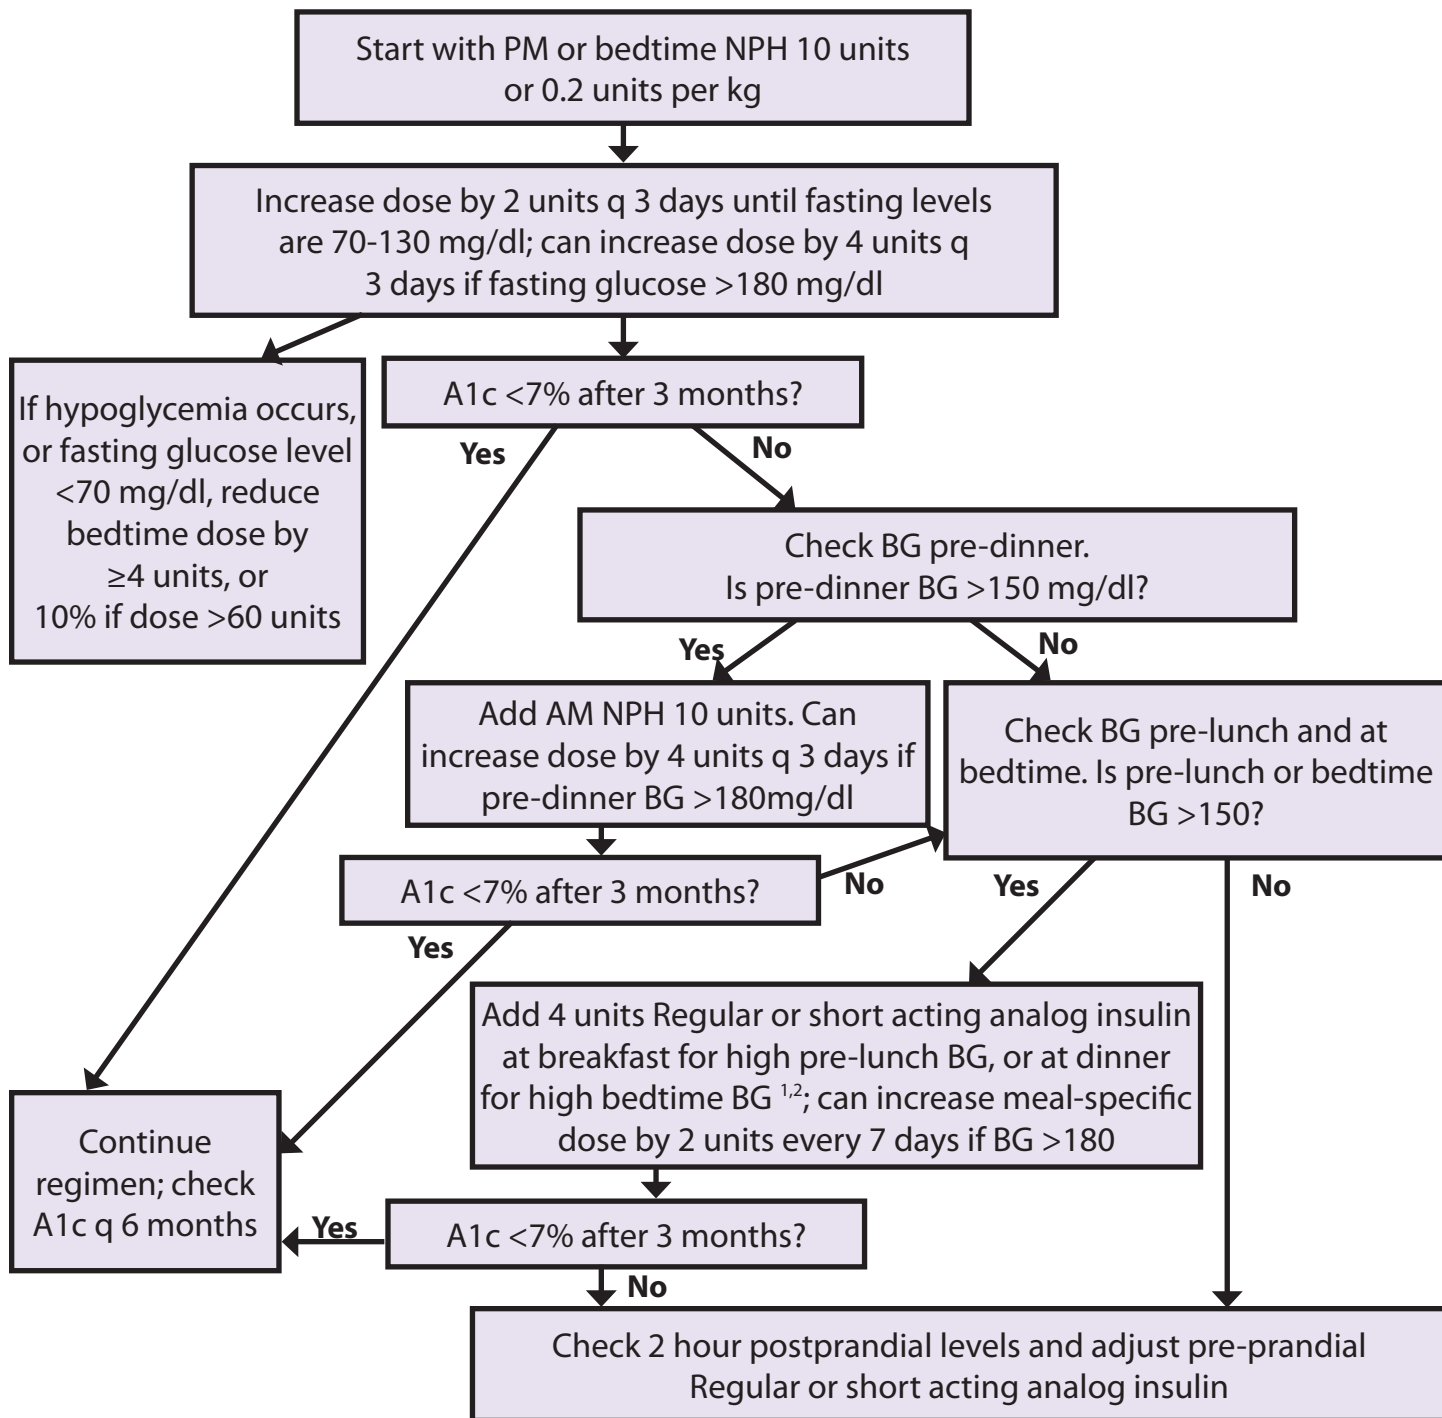 Start with PM or bedtime NPH 10 units
or 0.2 units per kg
Increase dose by 2 units q 3 days until fasting levels
are 70-130 mg/dl; can increase dose by 4 units q
3 days if fasting glucose >180 mg/dl
If hypoglycemia occurs,
or fasting glucose level
<70 mg/dl, reduce
bedtime dose by
≥4 units, or
10% if dose >60 units
A1c <7% after 3 months?
Yes
No
Check BG pre-dinner.
Is pre-dinner BG >150 mg/dl?
Yes
No
Add AM NPH 10 units. Can
increase dose by 4 units q 3 days if
pre-dinner BG >180mg/dl
Check BG pre-lunch and at
bedtime. Is pre-lunch or bedtime
BG >150?
A1c <7% after 3 months?
No
Yes
Yes
No
Add 4 units Regular or short acting analog insulin
at breakfast for high pre-lunch BG, or at dinner
for high bedtime BG 1,2; can increase meal-specific
dose by 2 units every 7 days if BG >180
Continue
regimen; check
A1c q 6 months
Yes
A1c <7% after 3 months?
No
Check 2 hour postprandial levels and adjust pre-prandial
Regular or short acting analog insulin